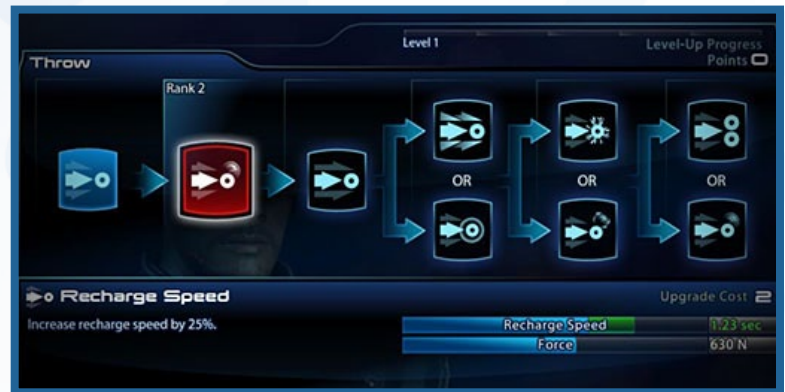 Level 1
Level-Up Progress
Points 0
Throw
Rank 2
OR
OR
OR
Recharge Speed
Upgrade Cost 2
Increase recharge speed by 25%.
Recharge Speed
1.23 sec
Force
630 N